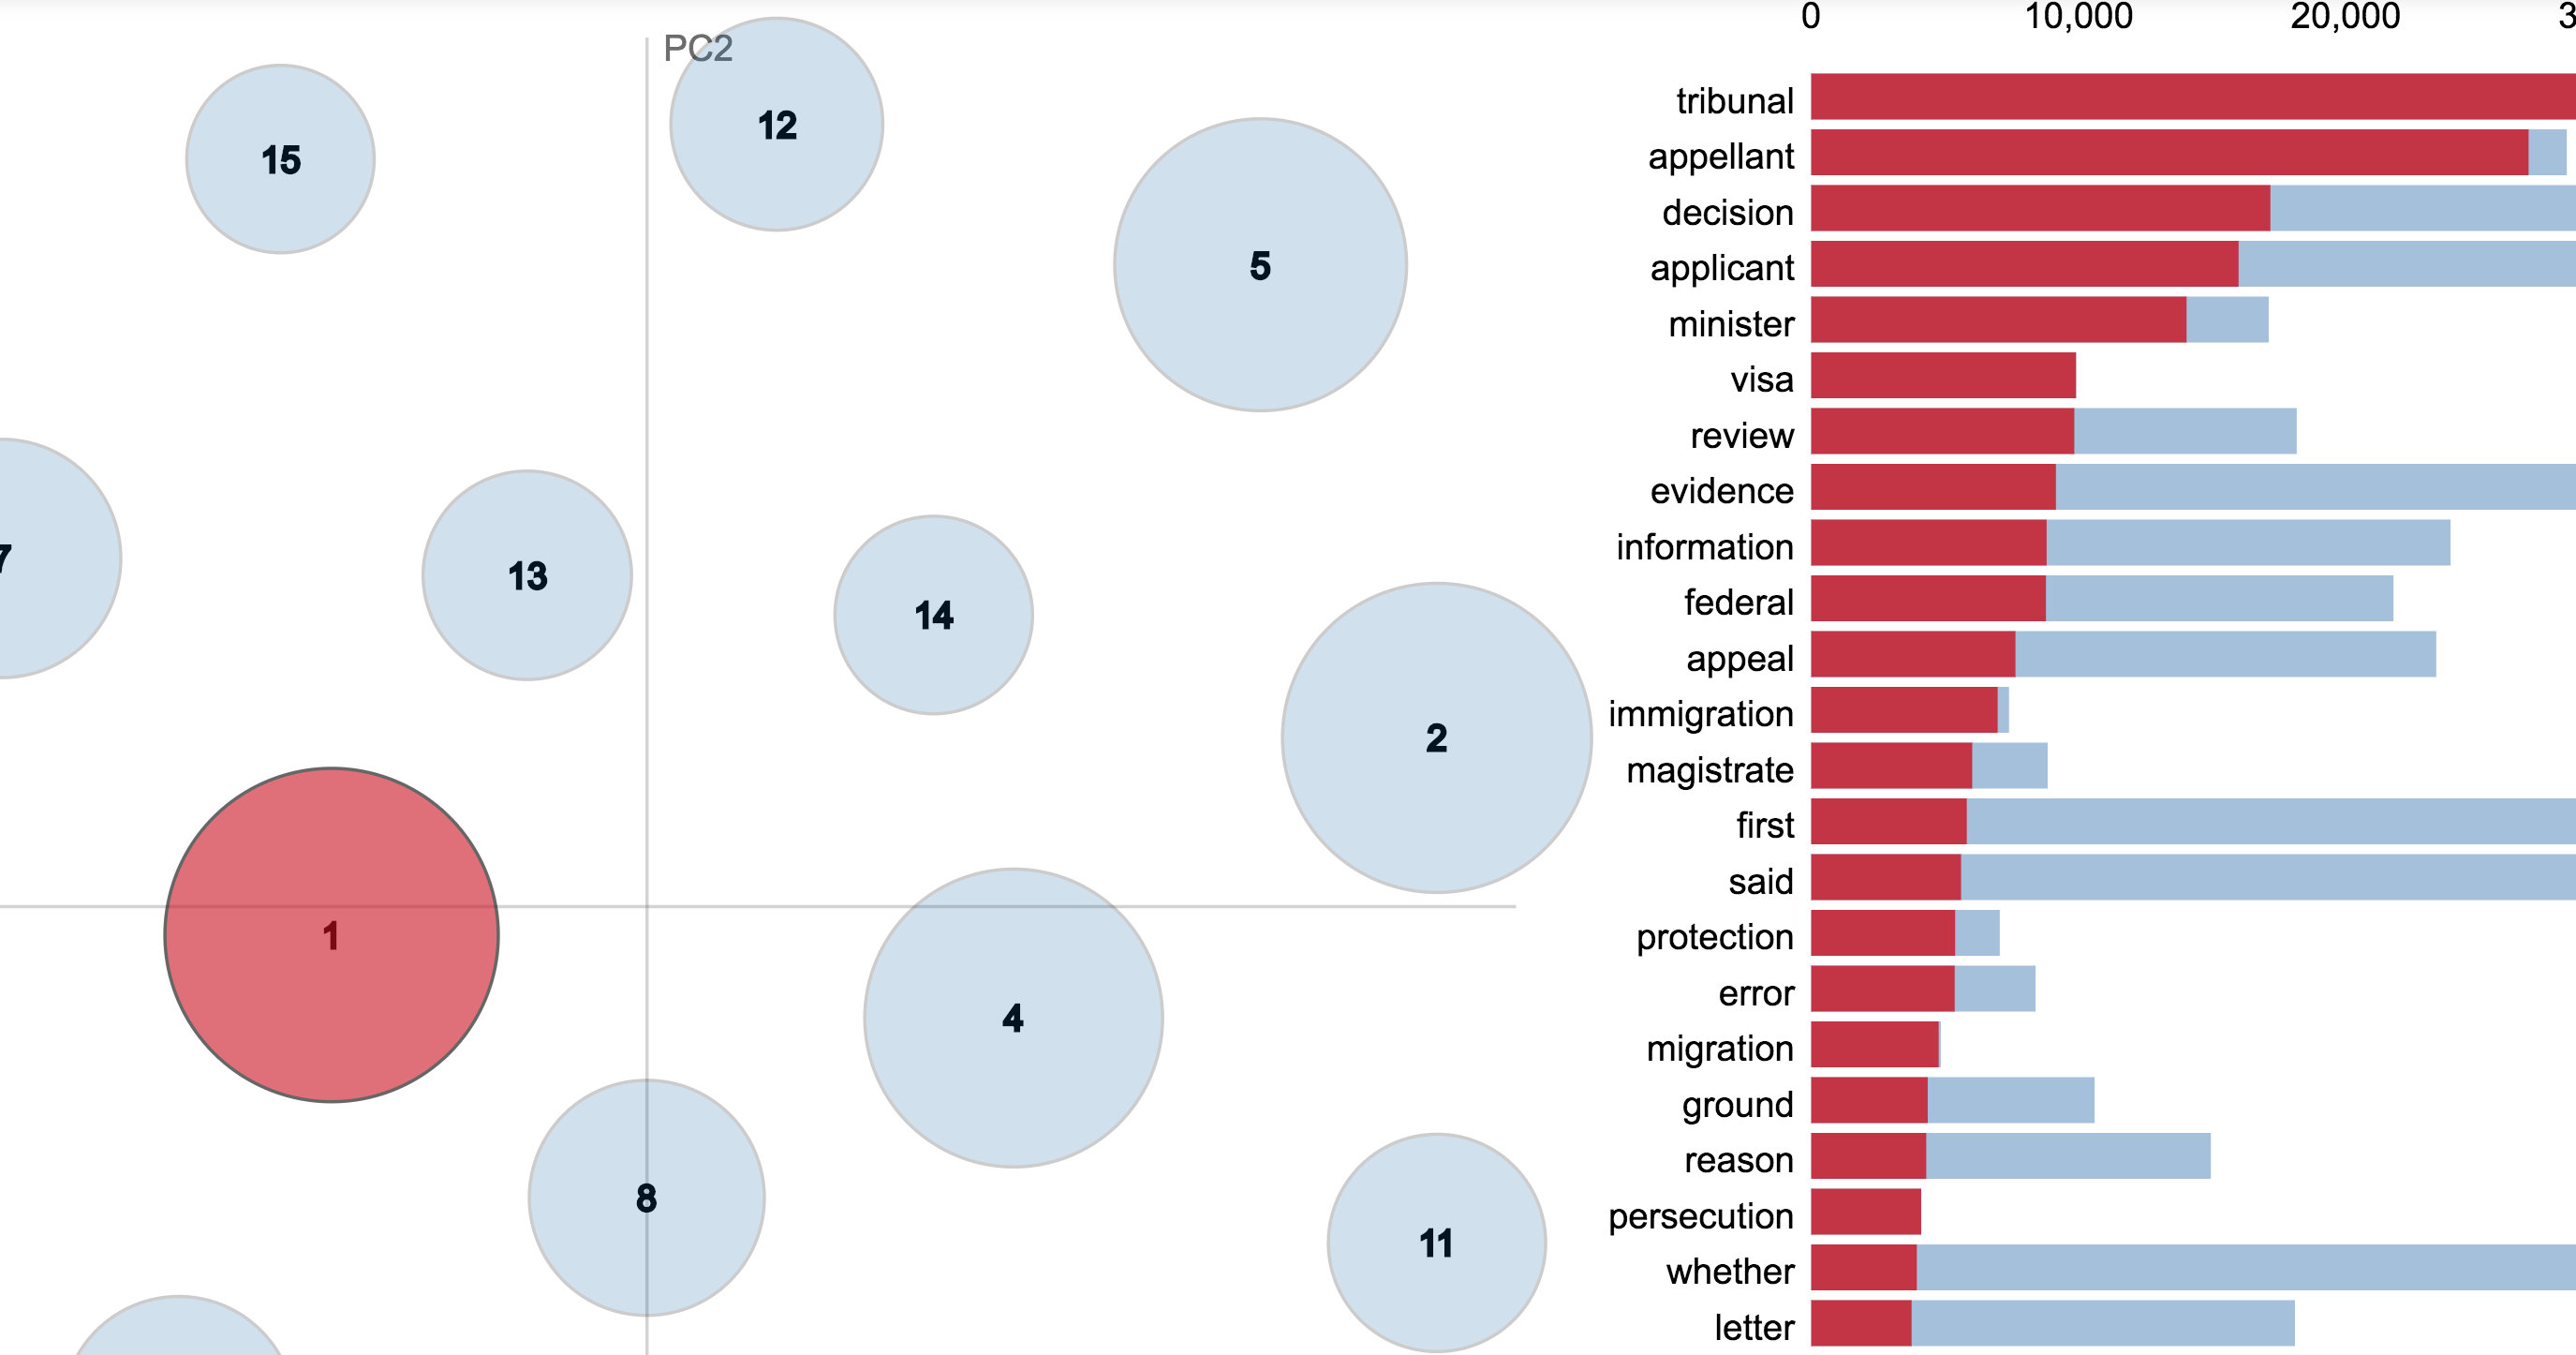 PC2
15
12
5
7
13
14
2
1
4
8
11
0 10,000 20,000 3
tribunal
appellant
decision
applicant
minister
visa
review
evidence
information
federal
appeal
immigration
magistrate
first
said
protection
error
migration
ground
reason
persecution
whether
letter